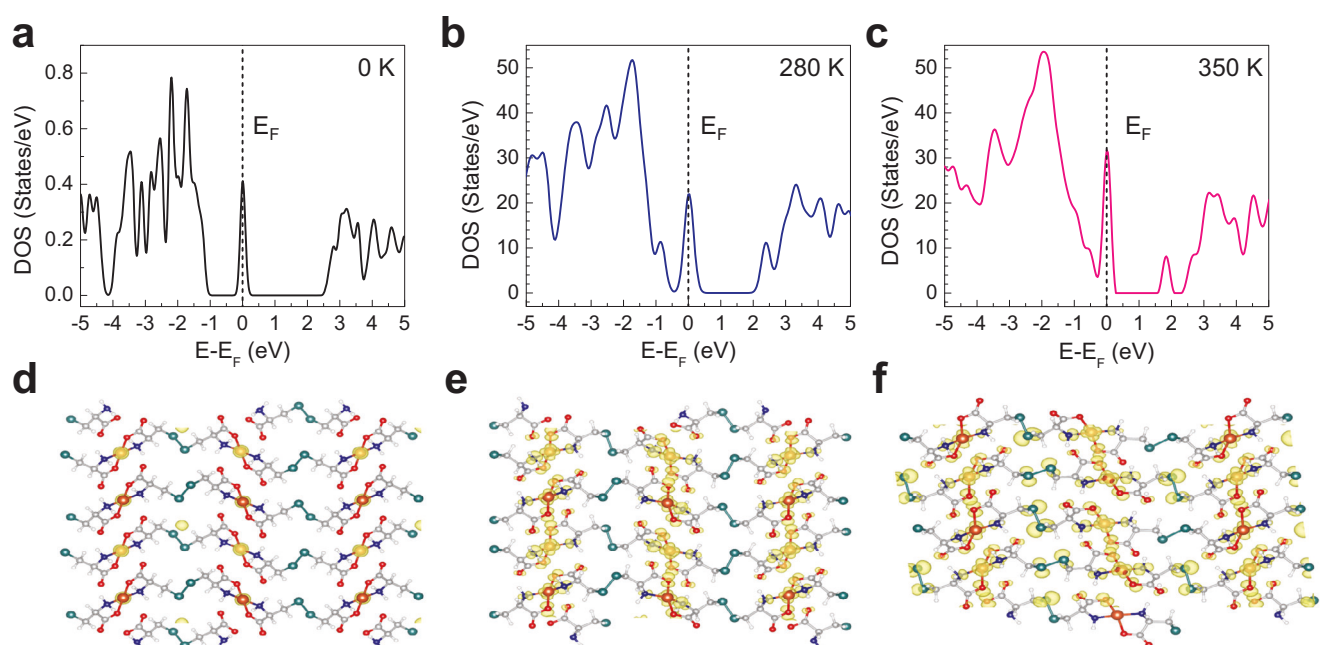 a
0 K
E_F
DOS (States/eV)
0.8
0.6
0.4
0.2
0.0
-5 -4 -3 -2 -1 0 1 2 3 4 5
E-E_F (eV)
b
280 K
E_F
DOS (States/eV)
50
40
30
20
10
0
-5 -4 -3 -2 -1 0 1 2 3 4 5
E-E_F (eV)
c
350 K
E_F
DOS (States/eV)
50
40
30
20
10
0
-5 -4 -3 -2 -1 0 1 2 3 4 5
E-E_F (eV)
d
e
f